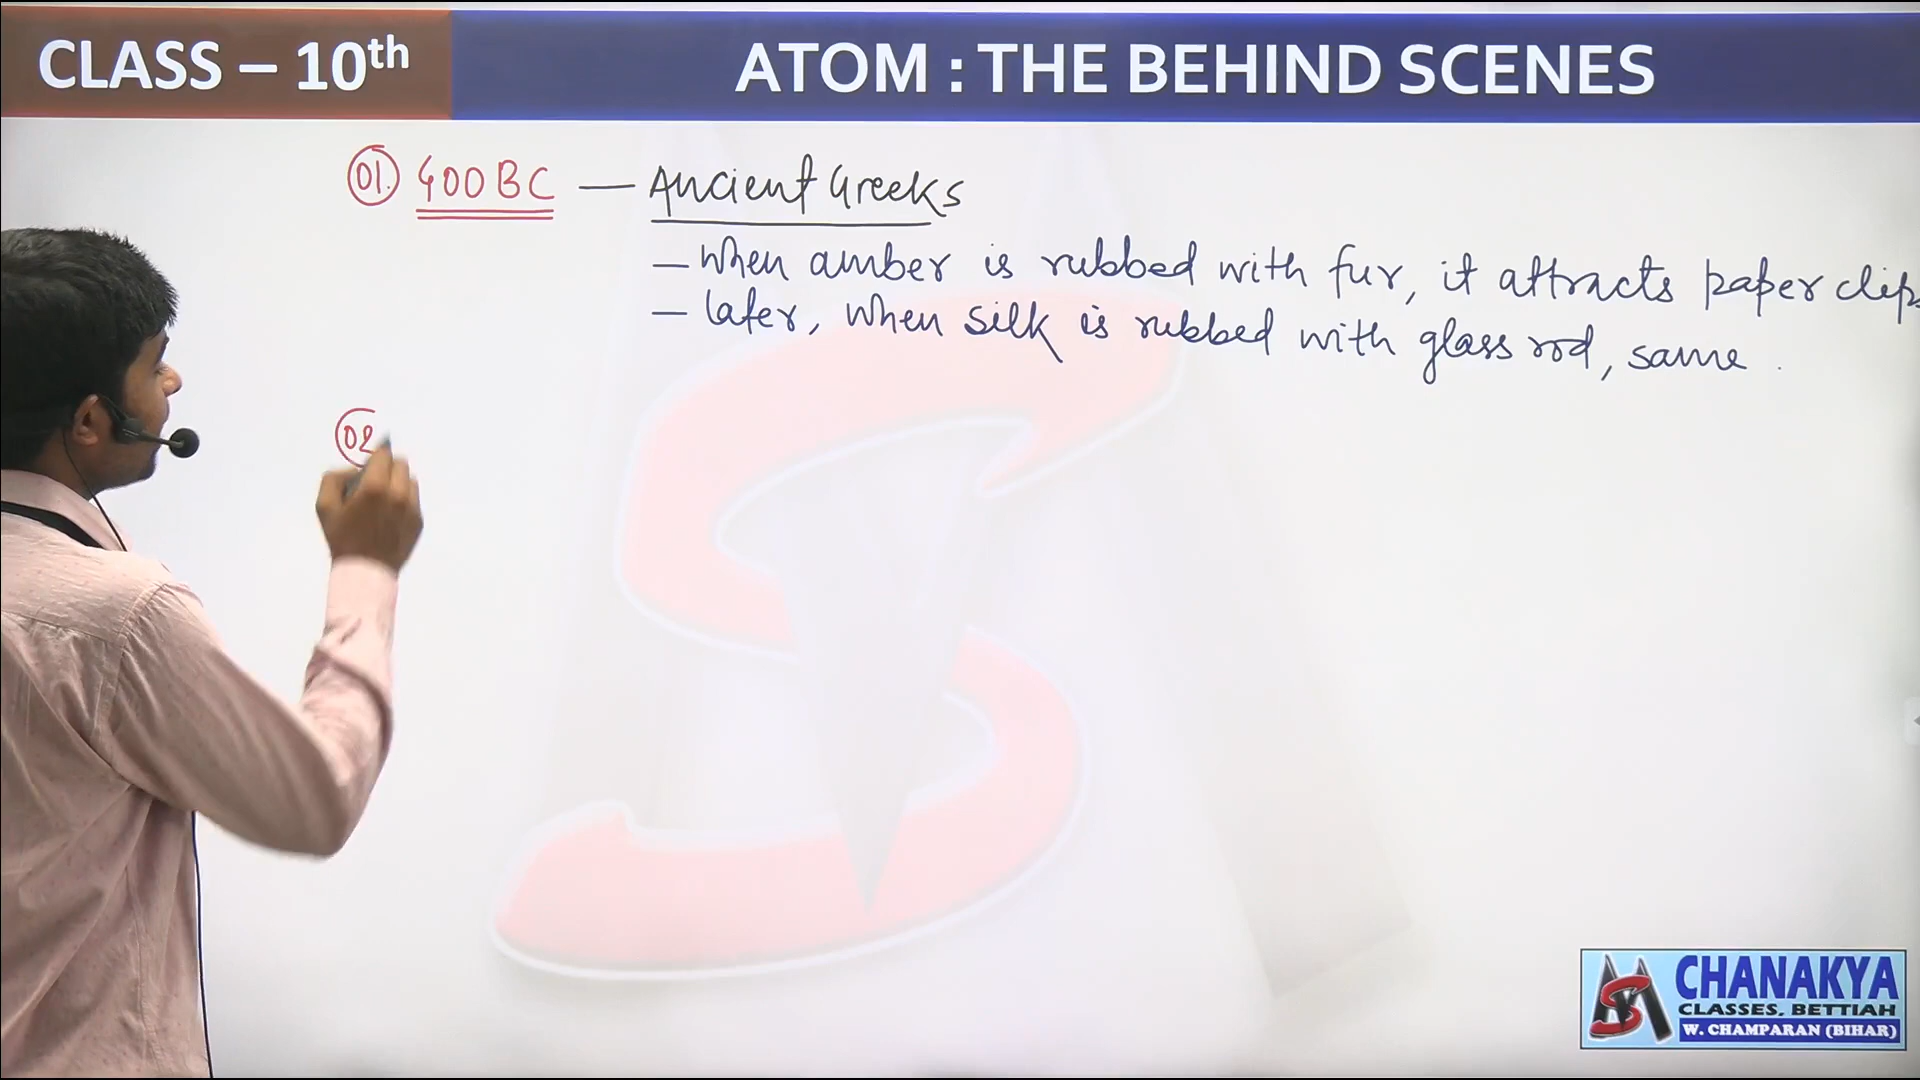 CLASS – 10th
ATOM : THE BEHIND SCENES
01. 400 BC — Ancient Greeks
— When amber is rubbed with fur, it attracts paper clips
— later, when silk is rubbed with glass rod, same .
02
CHANAKYA
CLASSES, BETTIAH
W. CHAMPARAN (BIHAR)